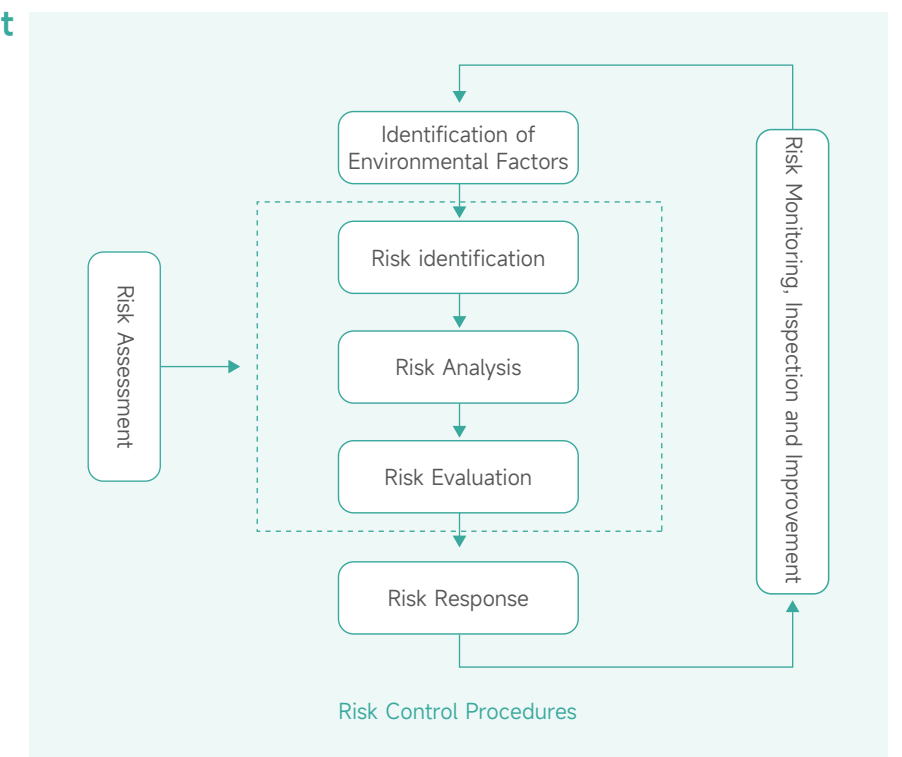 t
Identification of
Environmental Factors
Risk identification
Risk Analysis
Risk Evaluation
Risk Response
Risk Assessment
Risk Monitoring, Inspection and Improvement
Risk Control Procedures